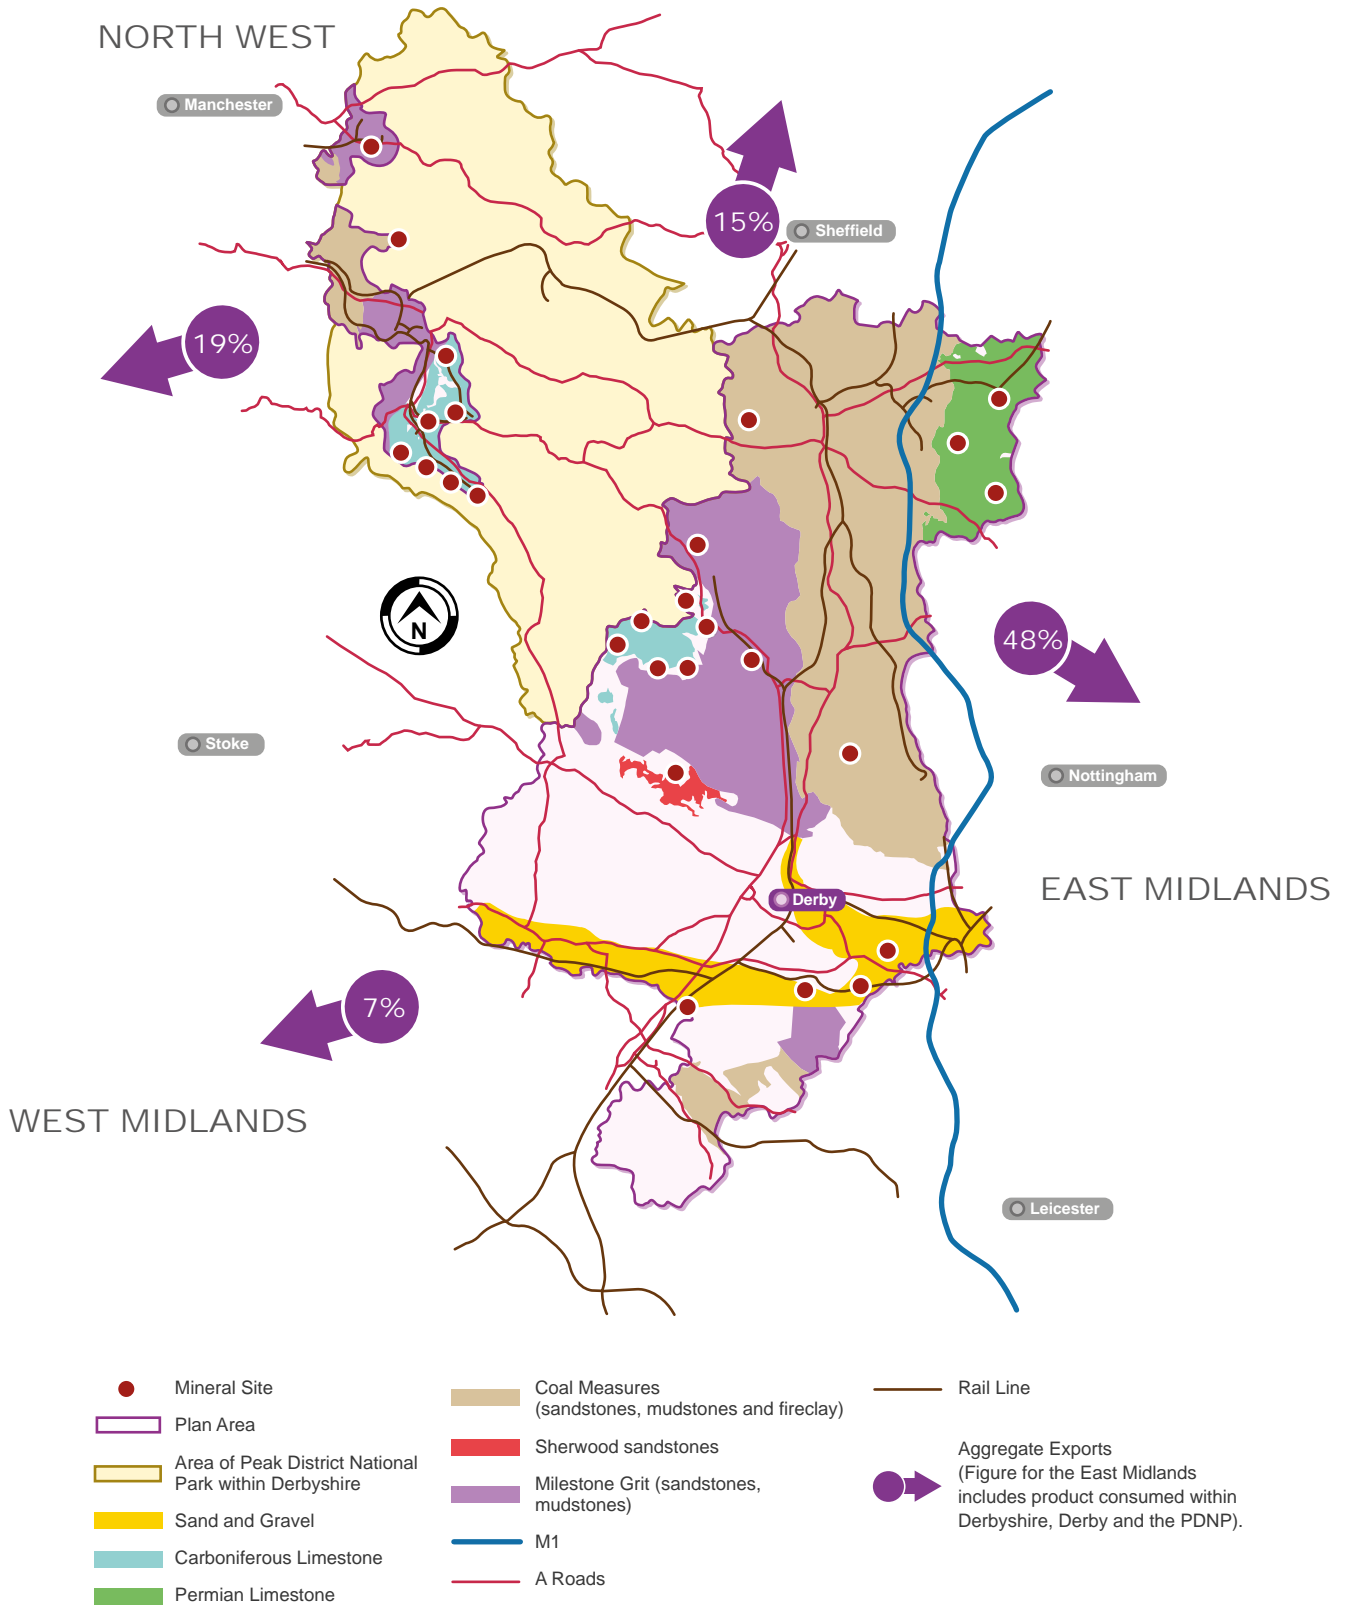 NORTH WEST
Manchester
15%
Sheffield
19%
N
48%
Stoke
Nottingham
EAST MIDLANDS
Derby
7%
WEST MIDLANDS
Leicester
Mineral Site
Plan Area
Area of Peak District National
Park within Derbyshire
Sand and Gravel
Carboniferous Limestone
Permian Limestone
Coal Measures
(sandstones, mudstones and fireclay)
Sherwood sandstones
Milestone Grit (sandstones,
mudstones)
M1
A Roads
Rail Line
Aggregate Exports
(Figure for the East Midlands
includes product consumed within
Derbyshire, Derby and the PDNP).